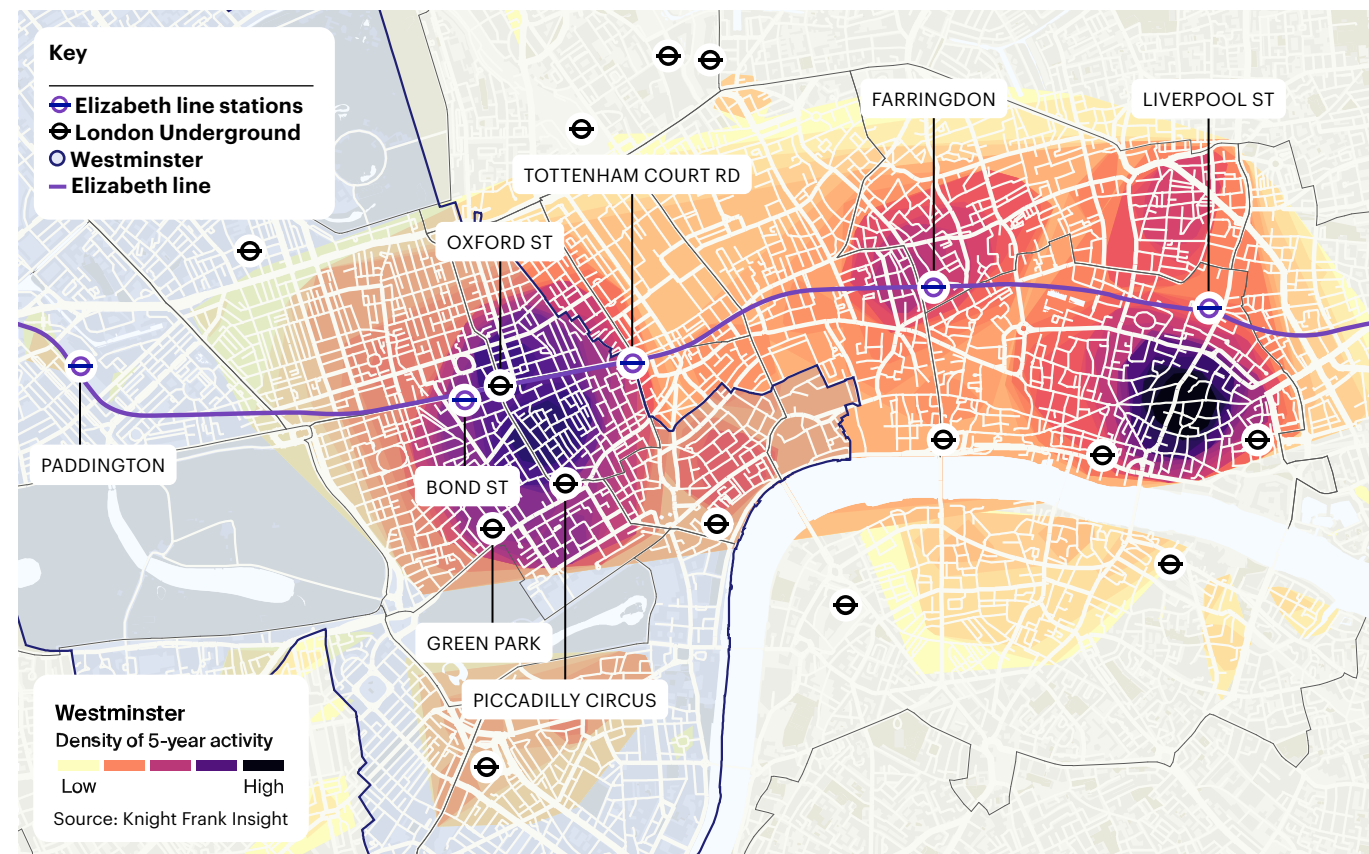 Key
Elizabeth line stations
London Underground
Westminster
Elizabeth line
FARRINGDON
LIVERPOOL ST
TOTTENHAM COURT RD
OXFORD ST
PADDINGTON
BOND ST
GREEN PARK
PICCADILLY CIRCUS
Westminster
Density of 5-year activity
Low High
Source: Knight Frank Insight